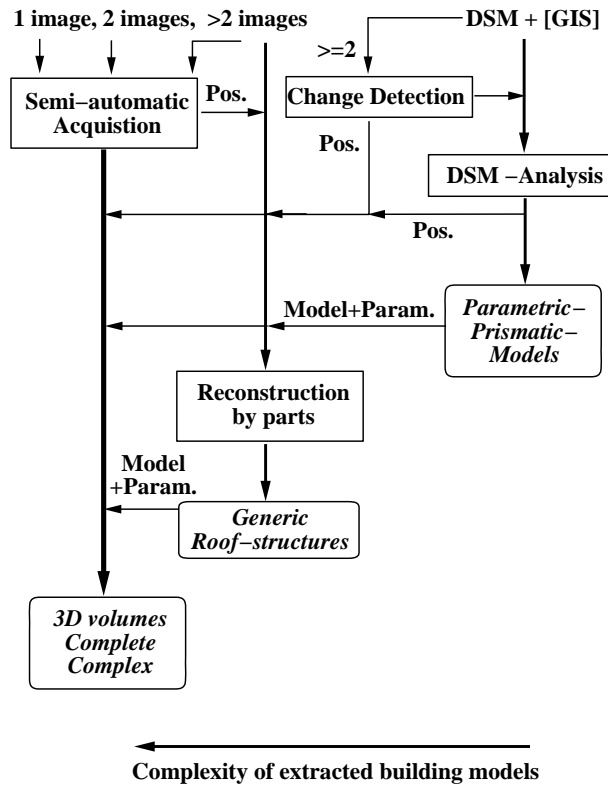 1 image, 2 images, >2 images
DSM + [GIS]
>=2
Semi−automatic
Acquistion
Pos.
Change Detection
Pos.
DSM −Analysis
Pos.
Model+Param.
Parametric−
Prismatic−
Models
Reconstruction
by parts
Model
+Param.
Generic
Roof−structures
3D volumes
Complete
Complex
Complexity of extracted building models